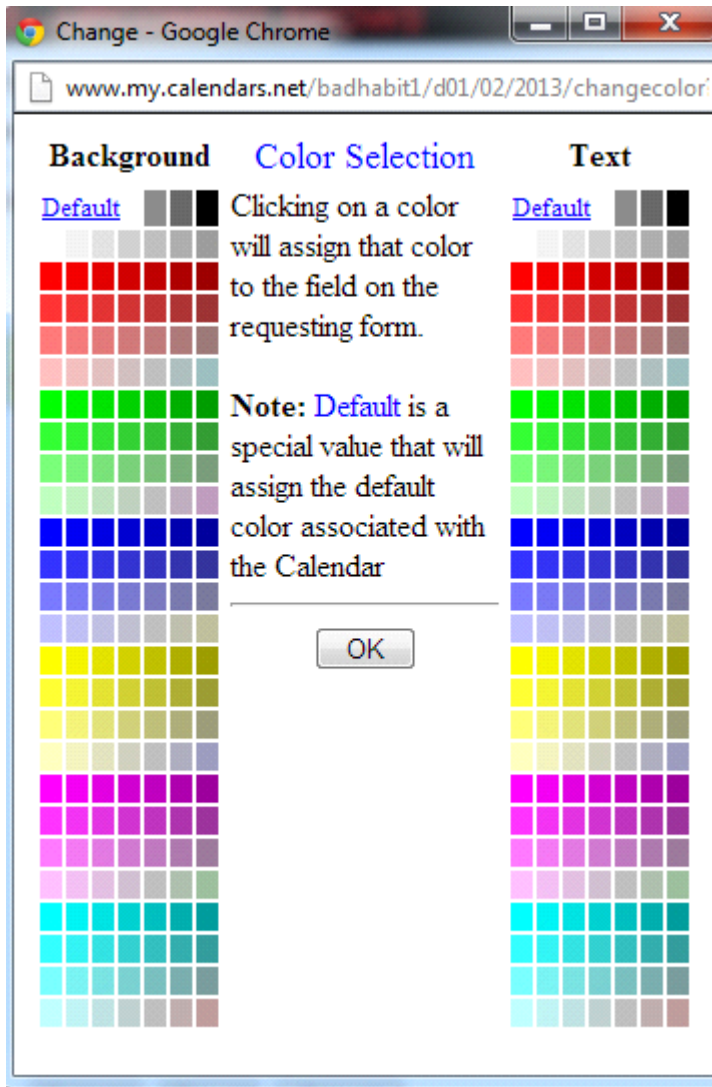 Change - Google Chrome
www.my.calendars.net/badhabit1/d01/02/2013/changecolor
Background
Color Selection
Text
Default
Default
Clicking on a color
will assign that color
to the field on the
requesting form.
Note: Default is a
special value that will
assign the default
color associated with
the Calendar
OK